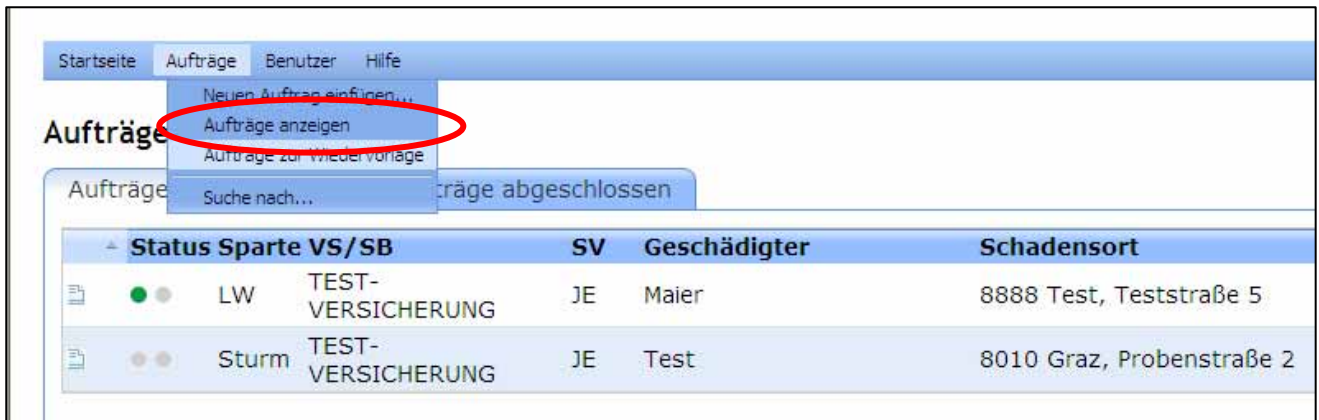 Startseite Aufträge Benutzer Hilfe
Neuen Auftrag einfügen...
Aufträge anzeigen
Aufträge zur Wiedervorlage
Suche nach...
Aufträge
Aufträge träge abgeschlossen
Status Sparte VS/SB SV Geschädigter Schadensort
LW TEST-VERSICHERUNG JE Maier 8888 Test, Teststraße 5
Sturm TEST-VERSICHERUNG JE Test 8010 Graz, Probenstraße 2